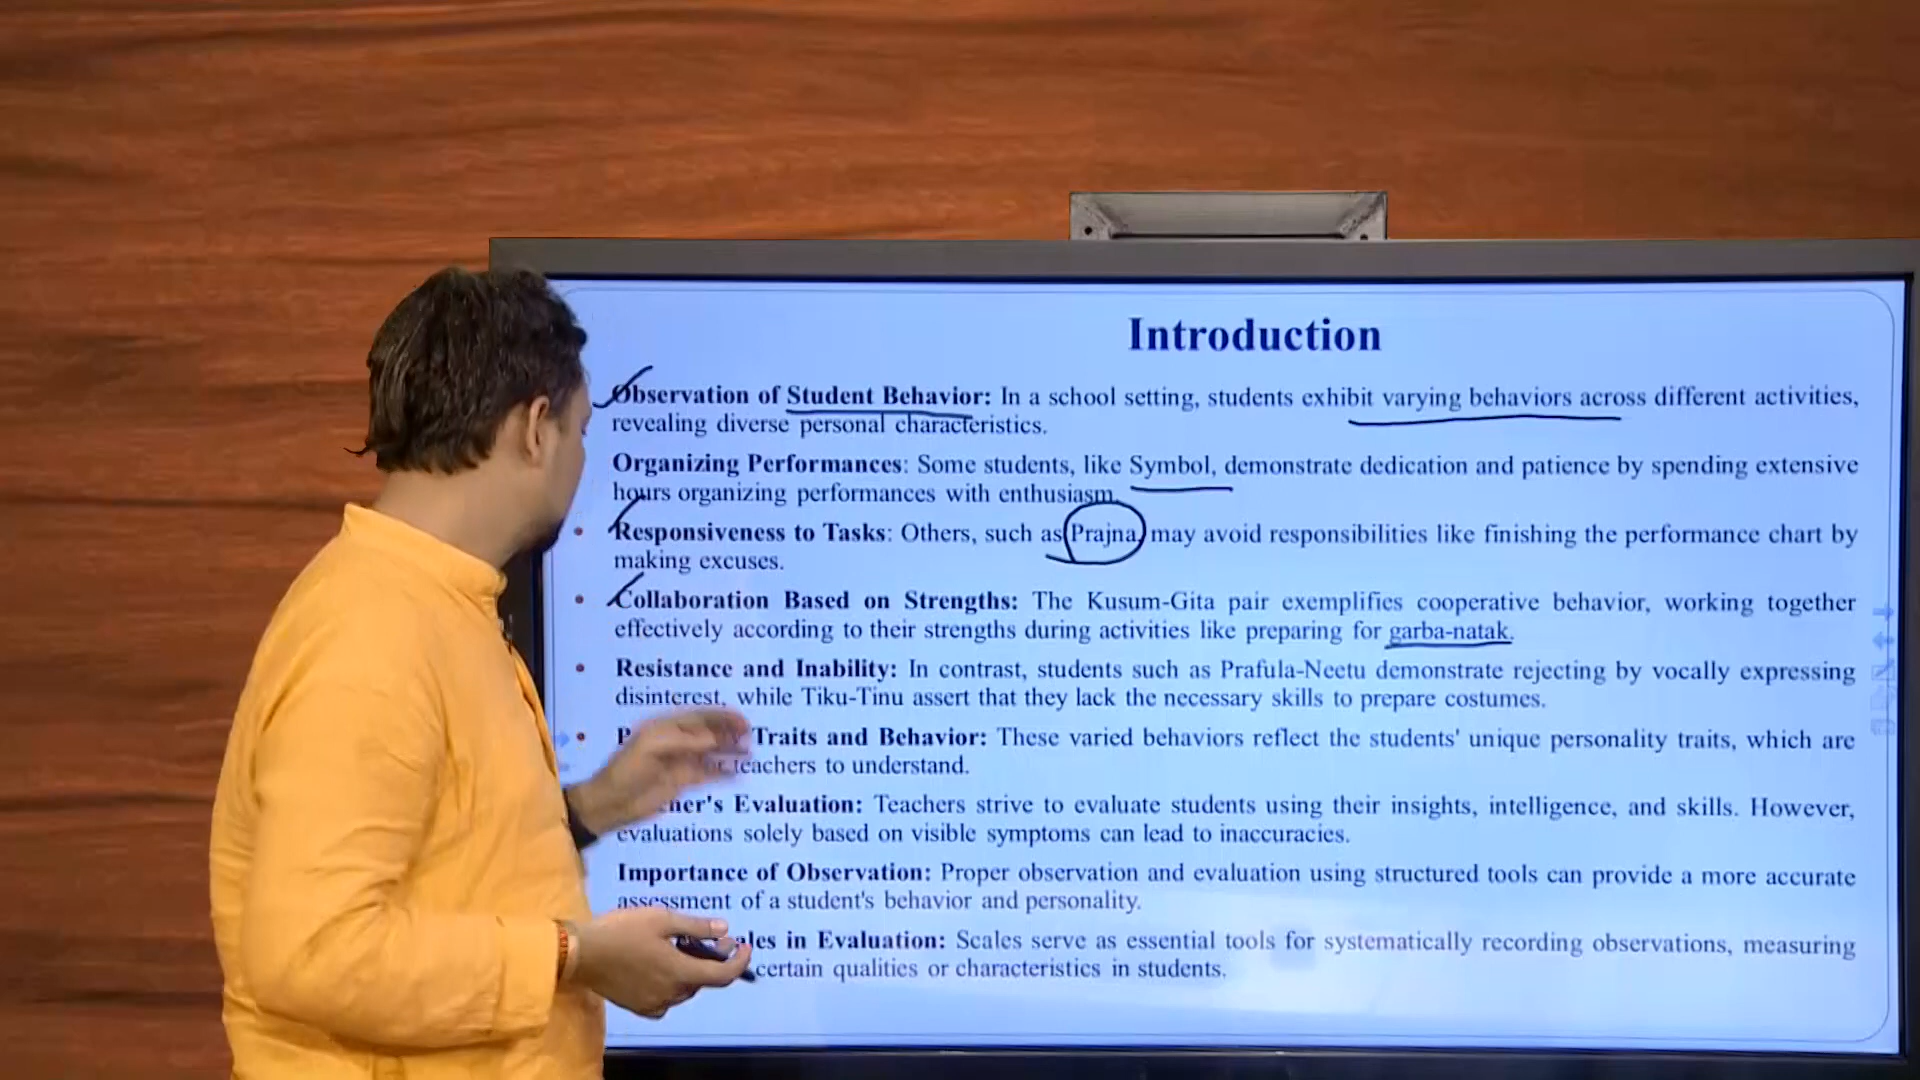 Introduction
Observation of Student Behavior: In a school setting, students exhibit varying behaviors across different activities,
revealing diverse personal characteristics.
Organizing Performances: Some students, like Symbol, demonstrate dedication and patience by spending extensive
hours organizing performances with enthusiasm.
• Responsiveness to Tasks: Others, such as Prajna, may avoid responsibilities like finishing the performance chart by
making excuses.
• Collaboration Based on Strengths: The Kusum-Gita pair exemplifies cooperative behavior, working together
effectively according to their strengths during activities like preparing for garba-natak.
• Resistance and Inability: In contrast, students such as Prafula-Neetu demonstrate rejecting by vocally expressing
disinterest, while Tiku-Tinu assert that they lack the necessary skills to prepare costumes.
• Traits and Behavior: These varied behaviors reflect the students' unique personality traits, which are
teachers to understand.
Evaluation: Teachers strive to evaluate students using their insights, intelligence, and skills. However,
evaluations solely based on visible symptoms can lead to inaccuracies.
Importance of Observation: Proper observation and evaluation using structured tools can provide a more accurate
assessment of a student's behavior and personality.
in Evaluation: Scales serve as essential tools for systematically recording observations, measuring
certain qualities or characteristics in students.